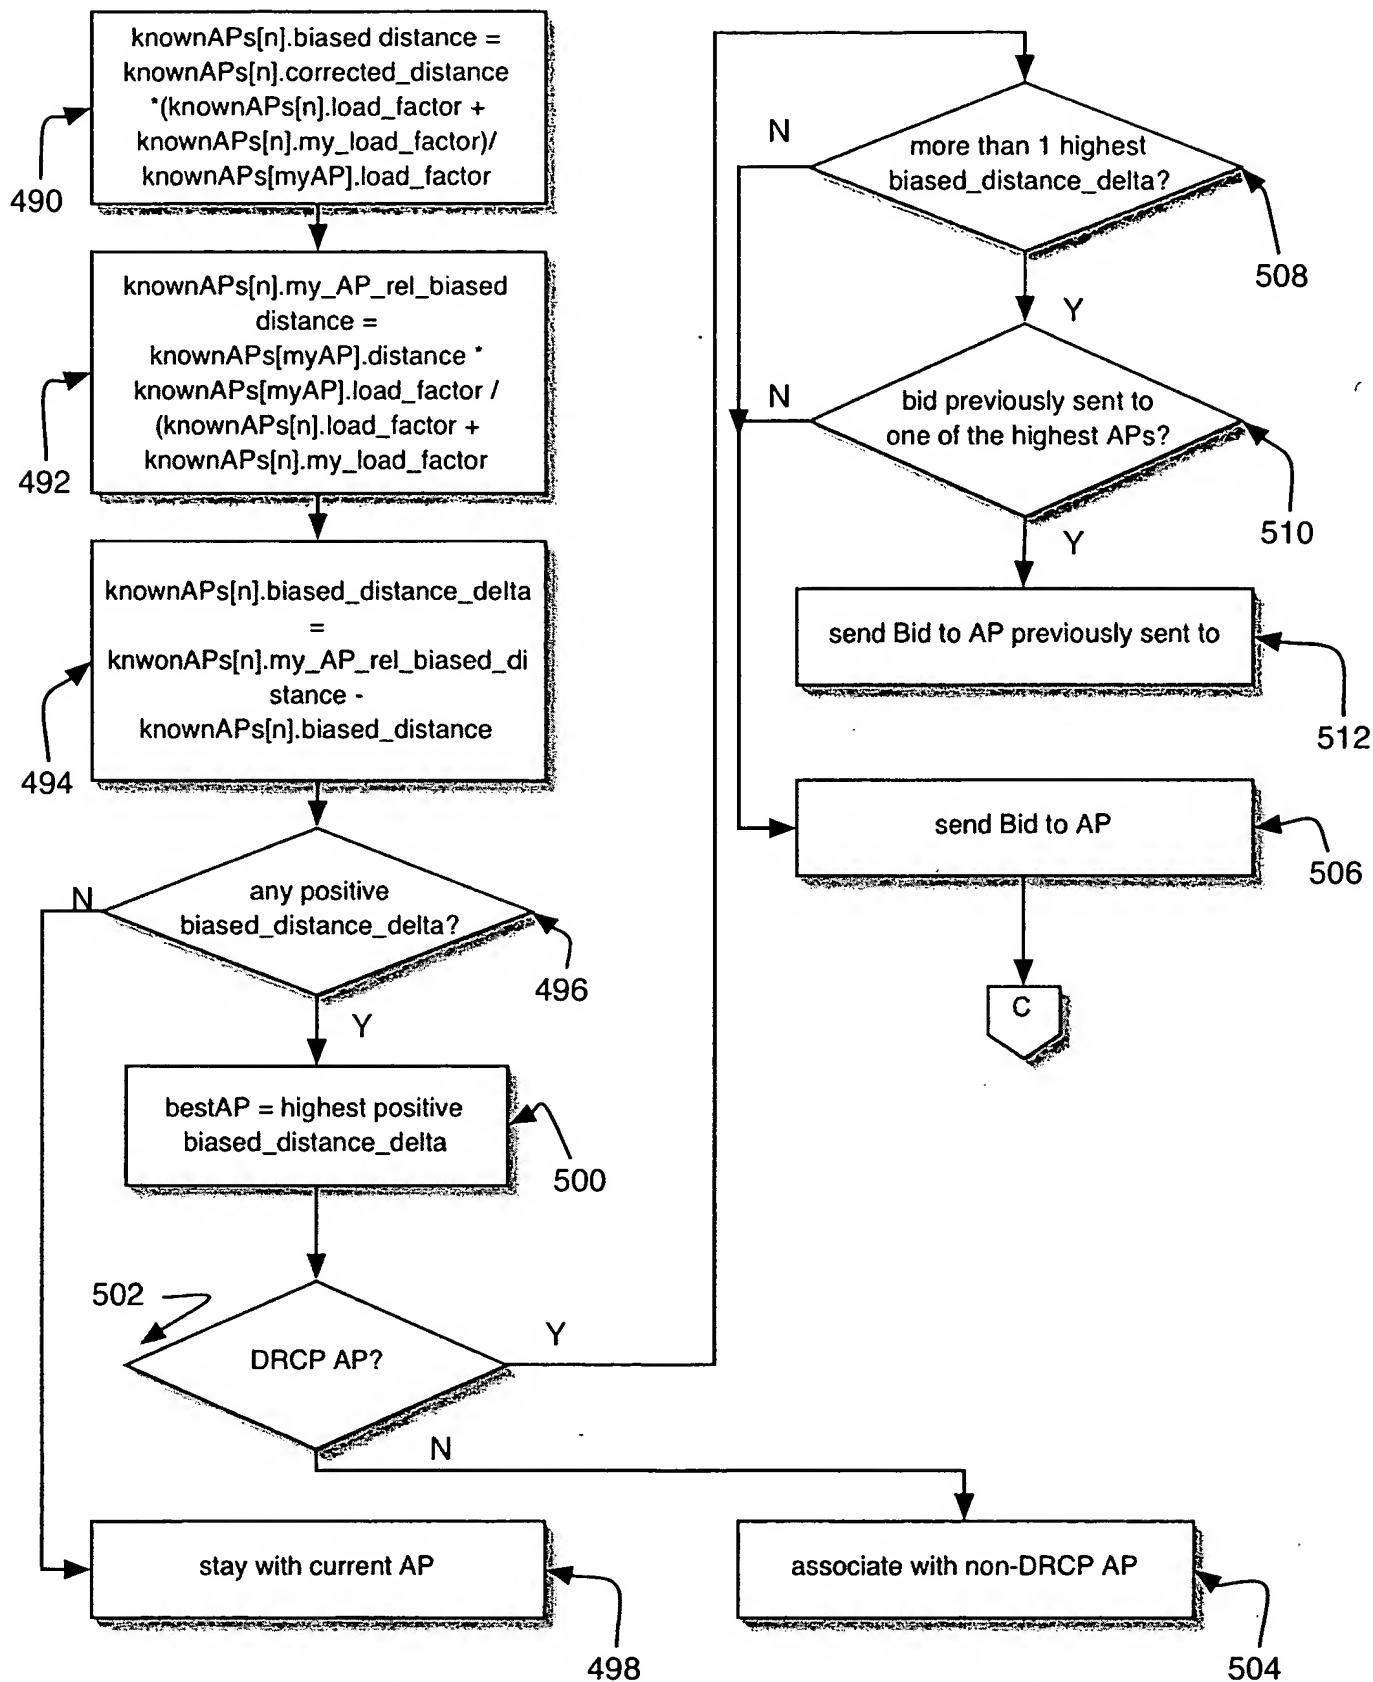 knownAPs[n].biased distance =
knownAPs[n].corrected_distance
*(knownAPs[n].load_factor +
knownAPs[n].my_load_factor)/
knownAPs[myAP].load_factor
490
knownAPs[n].my_AP_rel_biased
distance =
knownAPs[myAP].distance *
knownAPs[myAP].load_factor /
(knownAPs[n].load_factor +
knownAPs[n].my_load_factor
492
knownAPs[n].biased_distance_delta
=
knwonAPs[n].my_AP_rel_biased_di
stance -
knownAPs[n].biased_distance
494
any positive
biased_distance_delta?
N
496
Y
bestAP = highest positive
biased_distance_delta
500
502
DRCP AP?
Y
N
stay with current AP
498
associate with non-DRCP AP
504
more than 1 highest
biased_distance_delta?
N
508
Y
bid previously sent to
one of the highest APs?
N
510
Y
send Bid to AP previously sent to
512
send Bid to AP
506
C